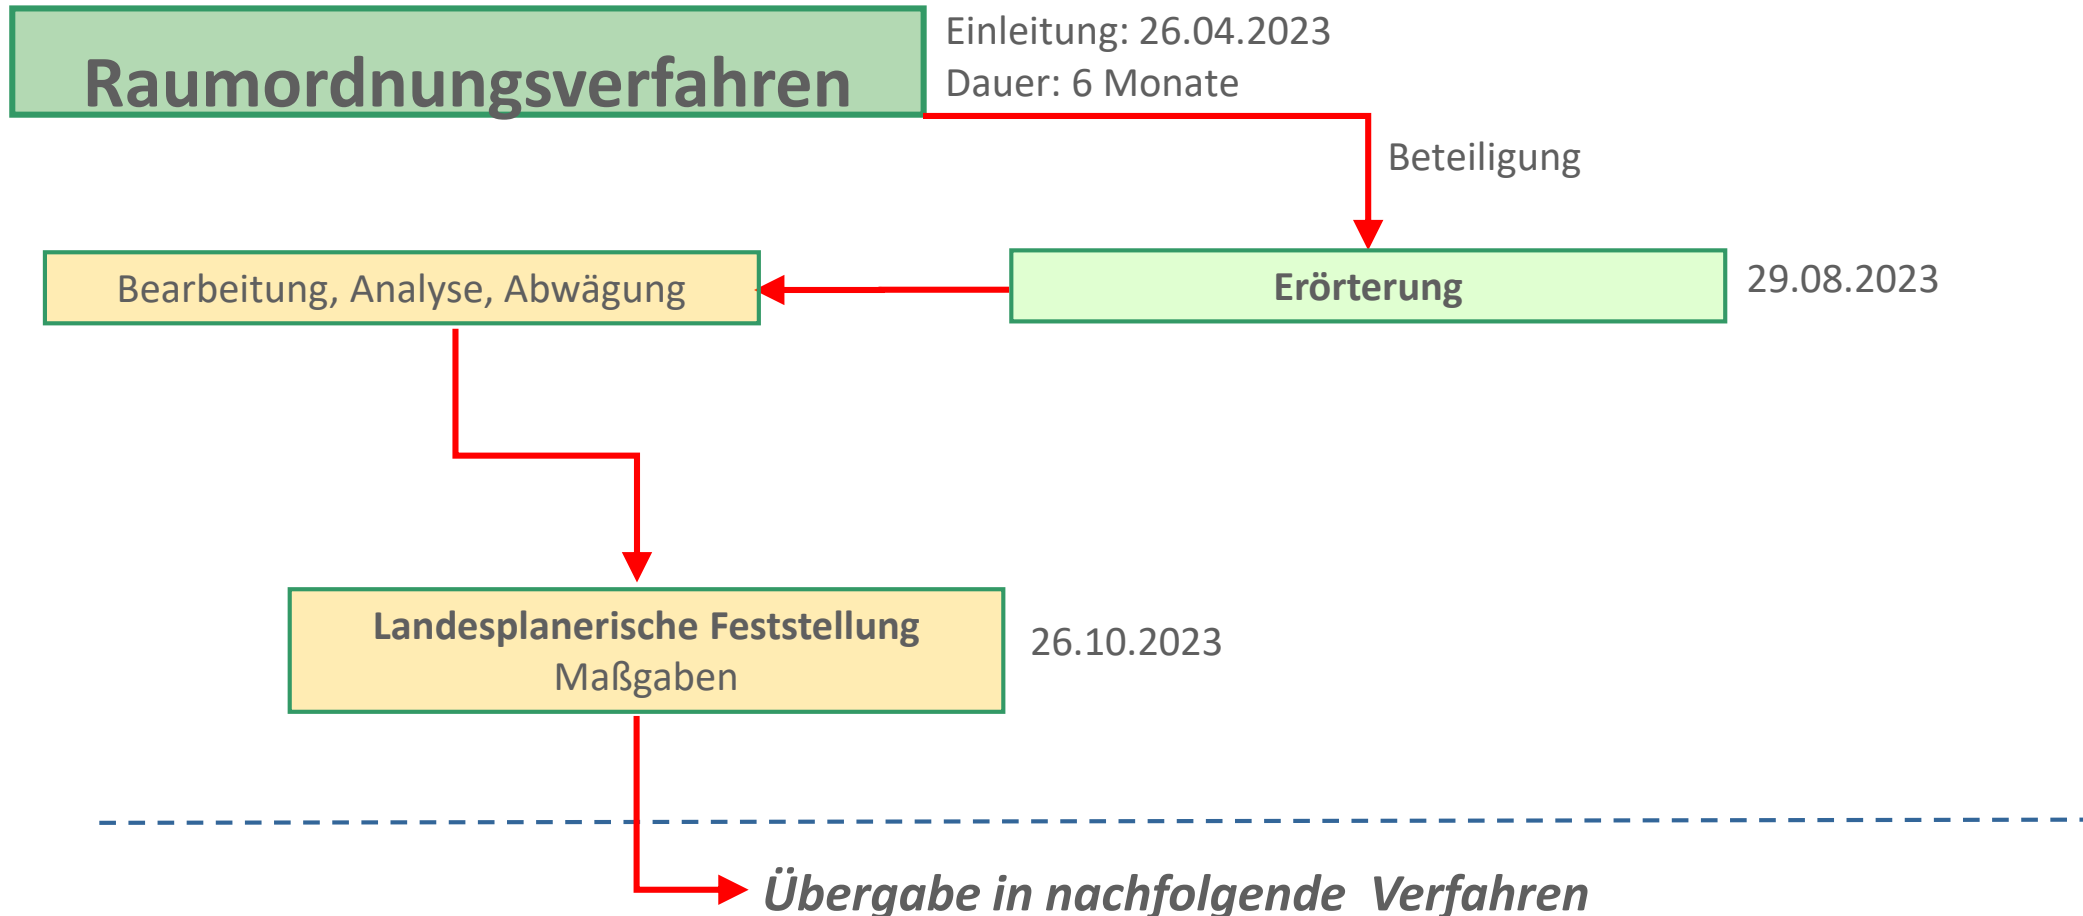 Raumordnungsverfahren
Einleitung: 26.04.2023
Dauer: 6 Monate
Beteiligung
Erörterung
29.08.2023
Bearbeitung, Analyse, Abwägung
Landesplanerische Feststellung
Maßgaben
26.10.2023
Übergabe in nachfolgende Verfahren